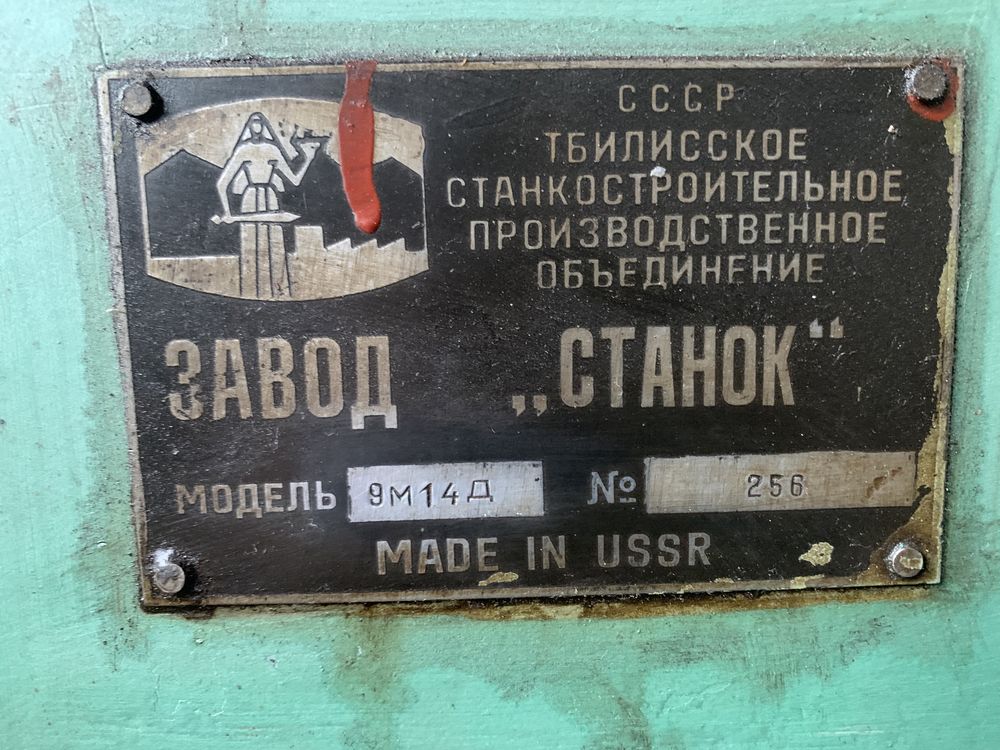 СССР
ТБИЛИССКОЕ
СТАНКОСТРОИТЕЛЬНОЕ
ПРОИЗВОДСТВЕННОЕ
ОБЪЕДИНЕНИЕ
ЗАВОД „СТАНОК“
МОДЕЛЬ 9М14Д № 256
MADE IN USSR